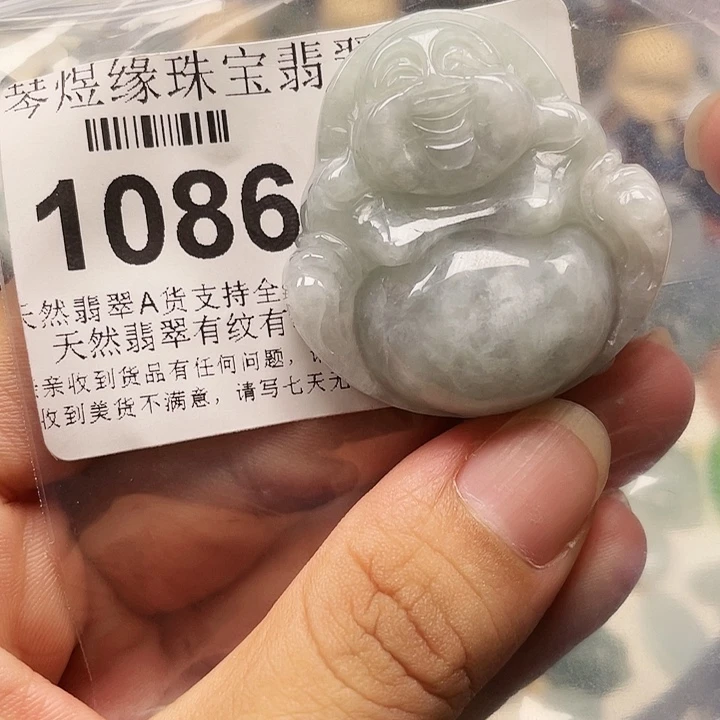 琴煜缘珠宝翡翠
1086
天然翡翠A货支持全
天然翡翠有纹有
亲收到货品有任何问题，
收到美货不满意，请写七天无